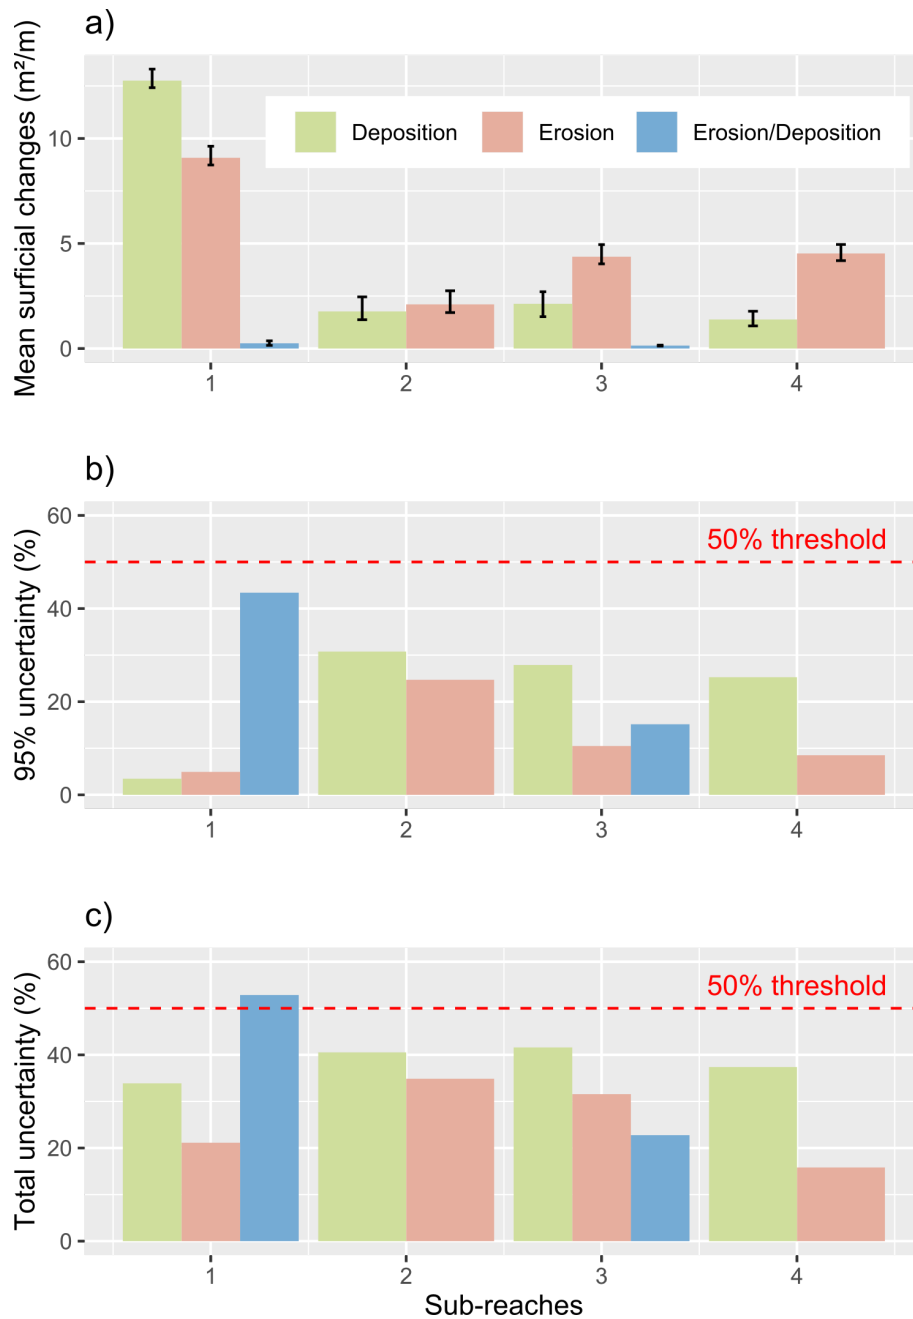 a)
Mean surficial changes (m²/m)
10
5
0
Deposition
Erosion
Erosion/Deposition
1
2
3
4
b)
95% uncertainty (%)
60
40
20
0
50% threshold
1
2
3
4
c)
Total uncertainty (%)
60
40
20
0
50% threshold
1
2
3
4
Sub-reaches